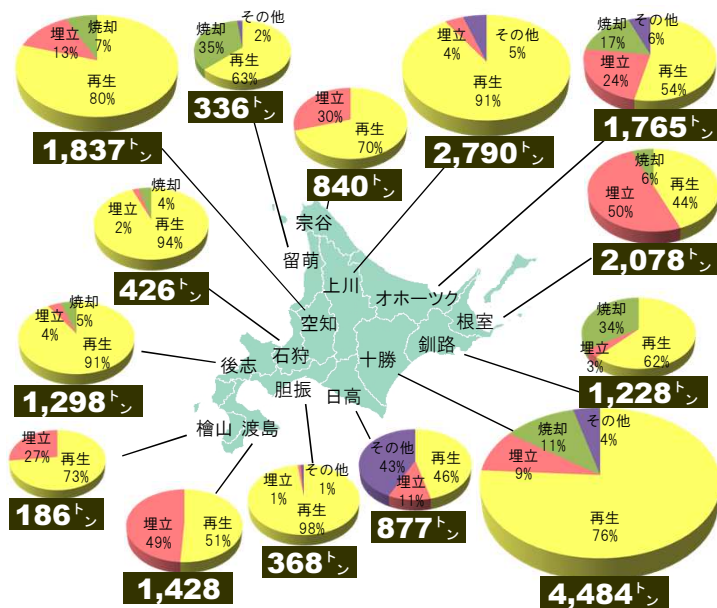 埋立
13%
焼却
7%
再生
80%
1,837トン
焼却
35%
その他
2%
再生
63%
336トン
埋立
30%
再生
70%
840トン
埋立
4%
その他
5%
再生
91%
2,790トン
焼却
17%
その他
6%
埋立
24%
再生
54%
1,765トン
焼却
6%
埋立
50%
再生
44%
2,078トン
埋立
2%
焼却
4%
再生
94%
426トン
宗谷
留萌
上川
オホーツク
空知
根室
石狩
十勝
釧路
後志
胆振
日高
檜山
渡島
焼却
34%
埋立
3%
再生
62%
1,228トン
埋立
4%
焼却
5%
再生
91%
1,298トン
埋立
27%
再生
73%
186トン
埋立
49%
再生
51%
1,428
埋立
1%
その他
1%
再生
98%
368トン
その他
43%
埋立
11%
再生
46%
877トン
焼却
11%
その他
4%
埋立
9%
再生
76%
4,484トン